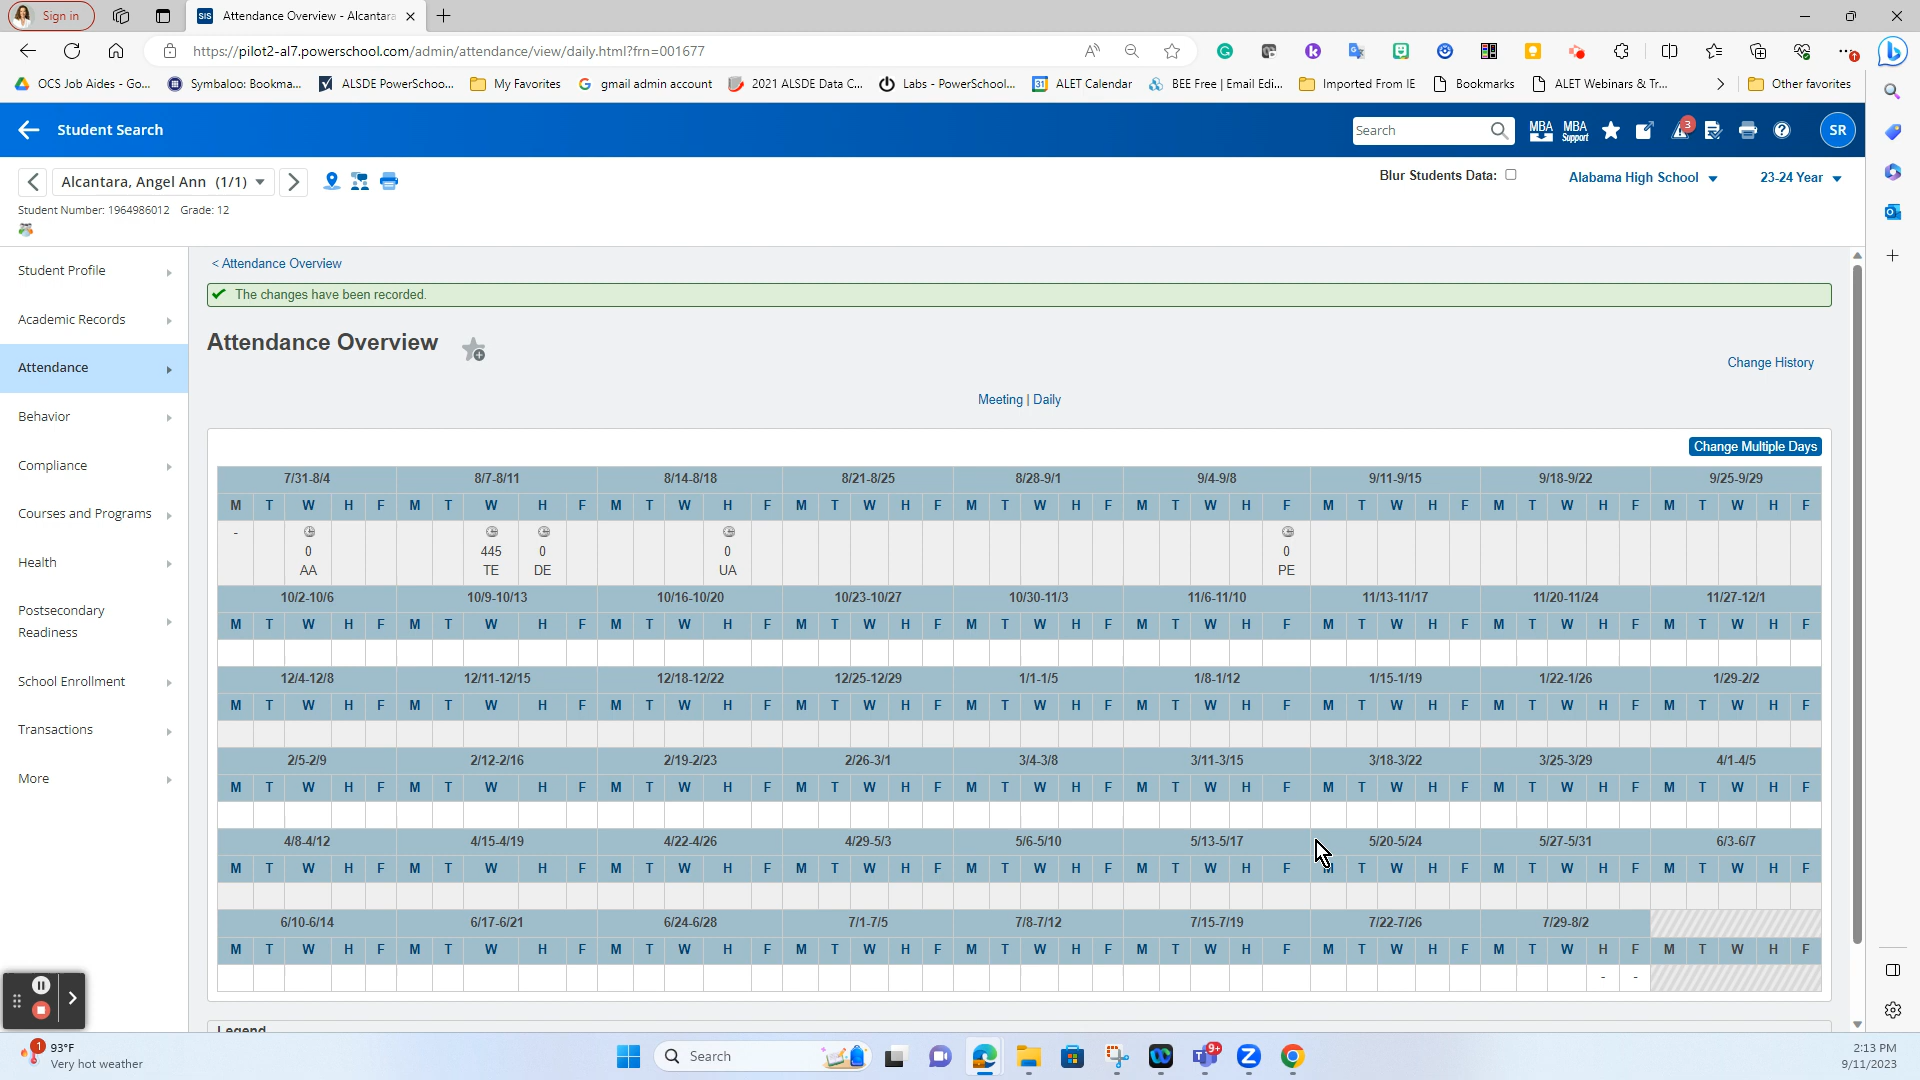 Sign in
SIS Attendance Overview - Alcantara
https://pilot2-al7.powerschool.com/admin/attendance/view/daily.html?frn=001677
OCS Job Aides - Go...
Symbaloo: Bookma...
ALSDE PowerSchoo...
My Favorites
gmail admin account
2021 ALSDE Data C...
Labs - PowerSchool...
ALET Calendar
BEE Free | Email Edi...
Imported From IE
Bookmarks
ALET Webinars & Tr...
Other favorites
Student Search
Search
MBA
MBA Support
3
SR
Alcantara, Angel Ann (1/1)
Blur Students Data:
Alabama High School
23-24 Year
Student Number: 1964986012 Grade: 12
Student Profile
Academic Records
Attendance
Behavior
Compliance
Courses and Programs
Health
Postsecondary
Readiness
School Enrollment
Transactions
More
< Attendance Overview
The changes have been recorded.
Attendance Overview
Change History
Meeting | Daily
Change Multiple Days
7/31-8/4 8/7-8/11 8/14-8/18 8/21-8/25 8/28-9/1 9/4-9/8 9/11-9/15 9/18-9/22 9/25-9/29
M T W H F M T W H F M T W H F M T W H F M T W H F M T W H F M T W H F M T W H F M T W H F
-
0 445 0 0 0
AA TE DE UA PE
10/2-10/6 10/9-10/13 10/16-10/20 10/23-10/27 10/30-11/3 11/6-11/10 11/13-11/17 11/20-11/24 11/27-12/1
M T W H F M T W H F M T W H F M T W H F M T W H F M T W H F M T W H F M T W H F M T W H F
12/4-12/8 12/11-12/15 12/18-12/22 12/25-12/29 1/1-1/5 1/8-1/12 1/15-1/19 1/22-1/26 1/29-2/2
M T W H F M T W H F M T W H F M T W H F M T W H F M T W H F M T W H F M T W H F M T W H F
2/5-2/9 2/12-2/16 2/19-2/23 2/26-3/1 3/4-3/8 3/11-3/15 3/18-3/22 3/25-3/29 4/1-4/5
M T W H F M T W H F M T W H F M T W H F M T W H F M T W H F M T W H F M T W H F M T W H F
4/8-4/12 4/15-4/19 4/22-4/26 4/29-5/3 5/6-5/10 5/13-5/17 5/20-5/24 5/27-5/31 6/3-6/7
M T W H F M T W H F M T W H F M T W H F M T W H F M T W H F M T W H F M T W H F M T W H F
6/10-6/14 6/17-6/21 6/24-6/28 7/1-7/5 7/8-7/12 7/15-7/19 7/22-7/26 7/29-8/2
M T W H F M T W H F M T W H F M T W H F M T W H F M T W H F M T W H F M T W H F M T W H F
- -
Legend
1
93°F
Very hot weather
Search
9+
2:13 PM
9/11/2023